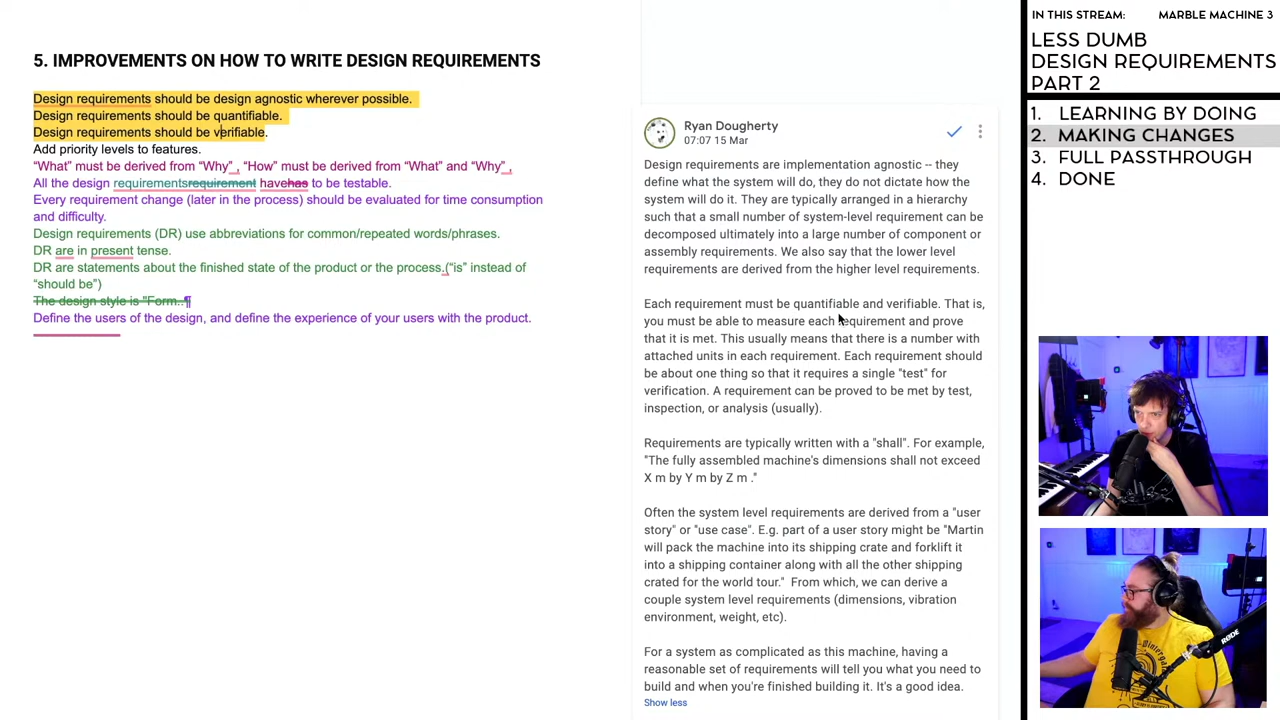 5. IMPROVEMENTS ON HOW TO WRITE DESIGN REQUIREMENTS
Design requirements should be design agnostic wherever possible.
Design requirements should be quantifiable.
Design requirements should be verifiable.
Add priority levels to features.
“What” must be derived from “Why” , “How” must be derived from “What” and “Why” ,
All the design requirementsrequirement havehas to be testable.
Every requirement change (later in the process) should be evaluated for time consumption
and difficulty.
Design requirements (DR) use abbreviations for common/repeated words/phrases.
DR are in present tense.
DR are statements about the finished state of the product or the process.(“is” instead of
“should be”)
The design style is "Form..¶
Define the users of the design, and define the experience of your users with the product.
Ryan Dougherty
07:07 15 Mar
Design requirements are implementation agnostic -- they
define what the system will do, they do not dictate how the
system will do it. They are typically arranged in a hierarchy
such that a small number of system-level requirement can be
decomposed ultimately into a large number of component or
assembly requirements. We also say that the lower level
requirements are derived from the higher level requirements.
Each requirement must be quantifiable and verifiable. That is,
you must be able to measure each requirement and prove
that it is met. This usually means that there is a number with
attached units in each requirement. Each requirement should
be about one thing so that it requires a single "test" for
verification. A requirement can be proved to be met by test,
inspection, or analysis (usually).
Requirements are typically written with a "shall". For example,
"The fully assembled machine's dimensions shall not exceed
X m by Y m by Z m ."
Often the system level requirements are derived from a "user
story" or "use case". E.g. part of a user story might be "Martin
will pack the machine into its shipping crate and forklift it
into a shipping container along with all the other shipping
crated for the world tour." From which, we can derive a
couple system level requirements (dimensions, vibration
environment, weight, etc).
For a system as complicated as this machine, having a
reasonable set of requirements will tell you what you need to
build and when you're finished building it. It's a good idea.
Show less
IN THIS STREAM: MARBLE MACHINE 3
LESS DUMB
DESIGN REQUIREMENTS
PART 2
1. LEARNING BY DOING
2. MAKING CHANGES
3. FULL PASSTHROUGH
4. DONE
RØDE